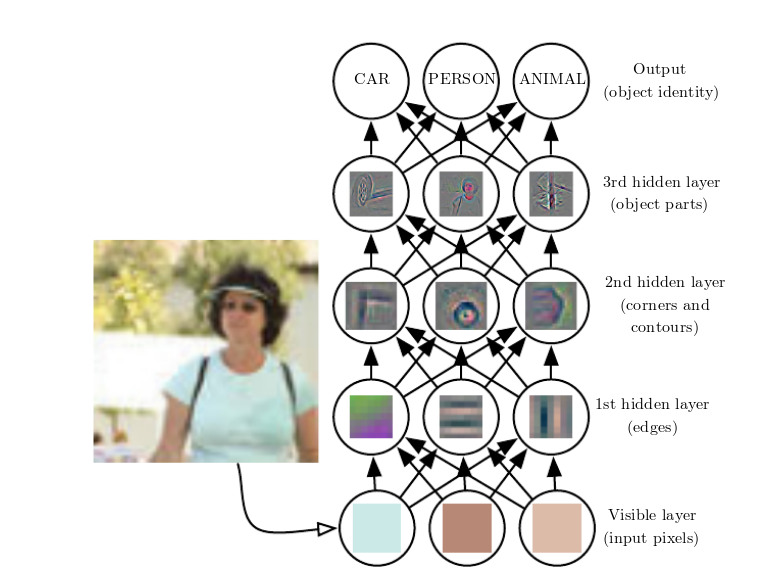 CAR
PERSON
ANIMAL
Output
(object identity)
3rd hidden layer
(object parts)
2nd hidden layer
(corners and
contours)
1st hidden layer
(edges)
Visible layer
(input pixels)